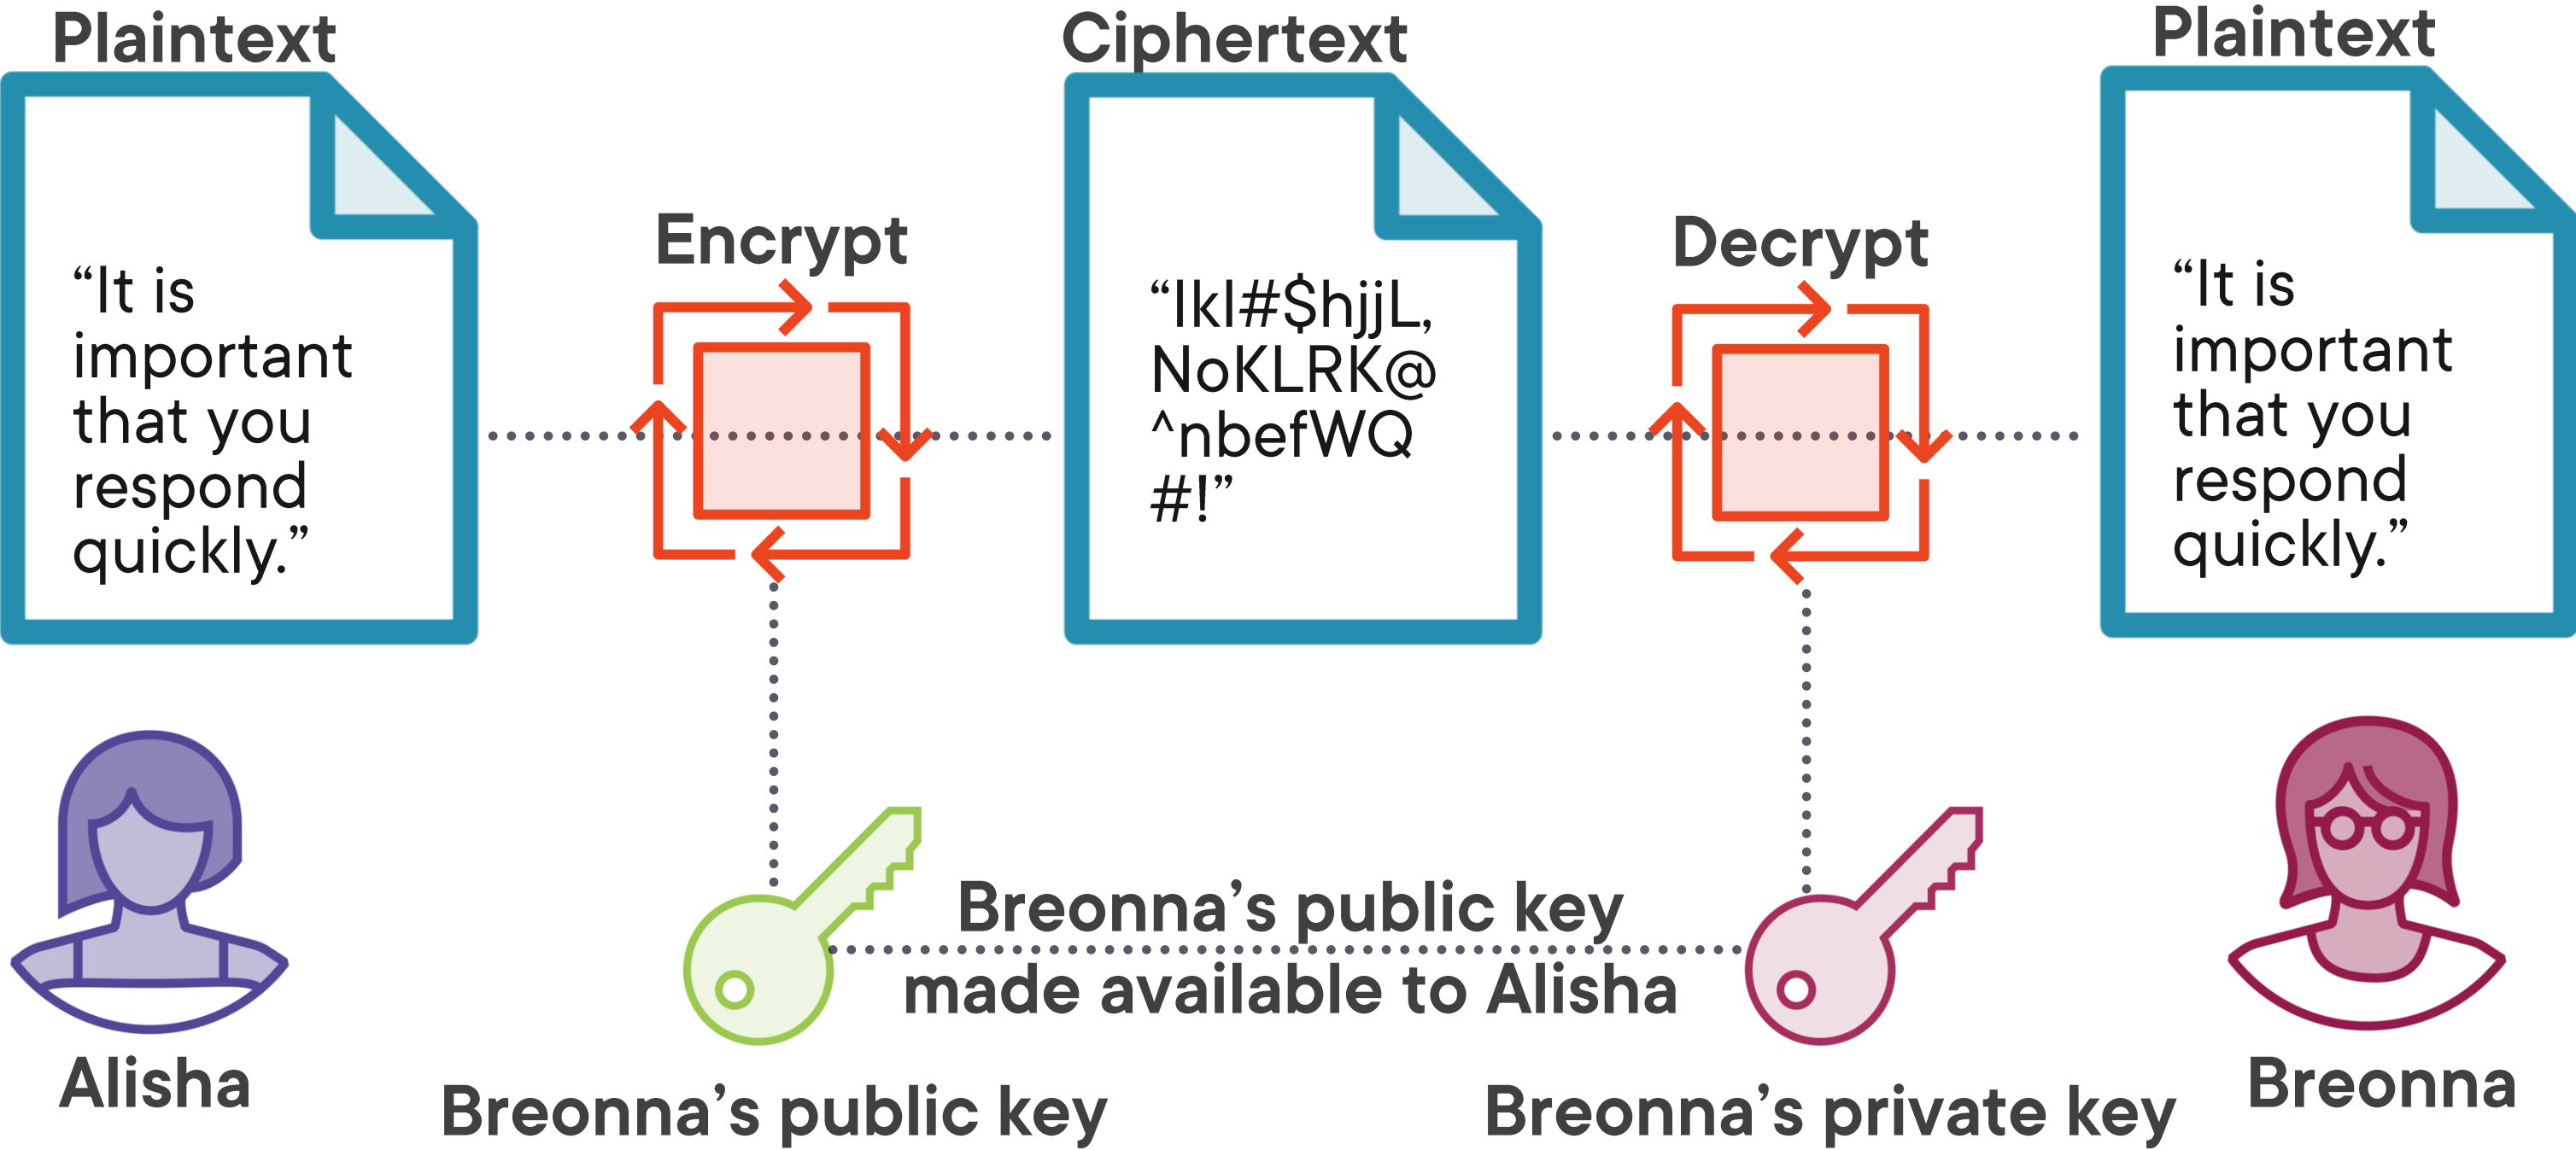 Plaintext
“It is
important
that you
respond
quickly.”
Encrypt
Ciphertext
“Ikl#$hjjL,
NoKLRK@
^nbefWQ
#!”
Decrypt
Plaintext
“It is
important
that you
respond
quickly.”
Alisha
Breonna’s public key
Breonna’s public key
made available to Alisha
Breonna’s private key
Breonna